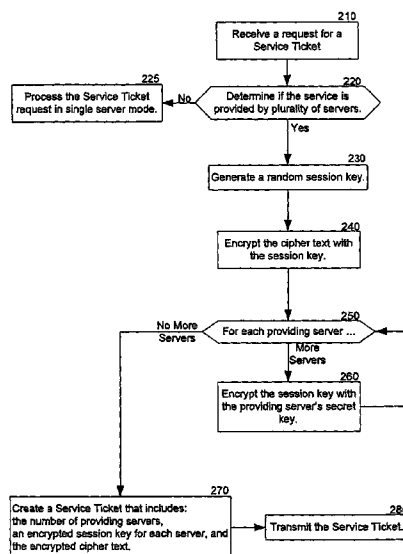 210
Receive a request for a
Service Ticket
225
Process the Service Ticket
request in single server mode.
No
220
Determine if the service is
provided by plurality of servers.
Yes
230
Generate a random session key.
240
Encrypt the cipher text with
the session key.
250
For each providing server ...
No More
Servers
More
Servers
260
Encrypt the session key with
the providing server's secret
key.
270
Create a Service Ticket that includes:
the number of providing servers,
an encrypted session key for each server, and
the encrypted cipher text.
Transmit the Service Ticket.